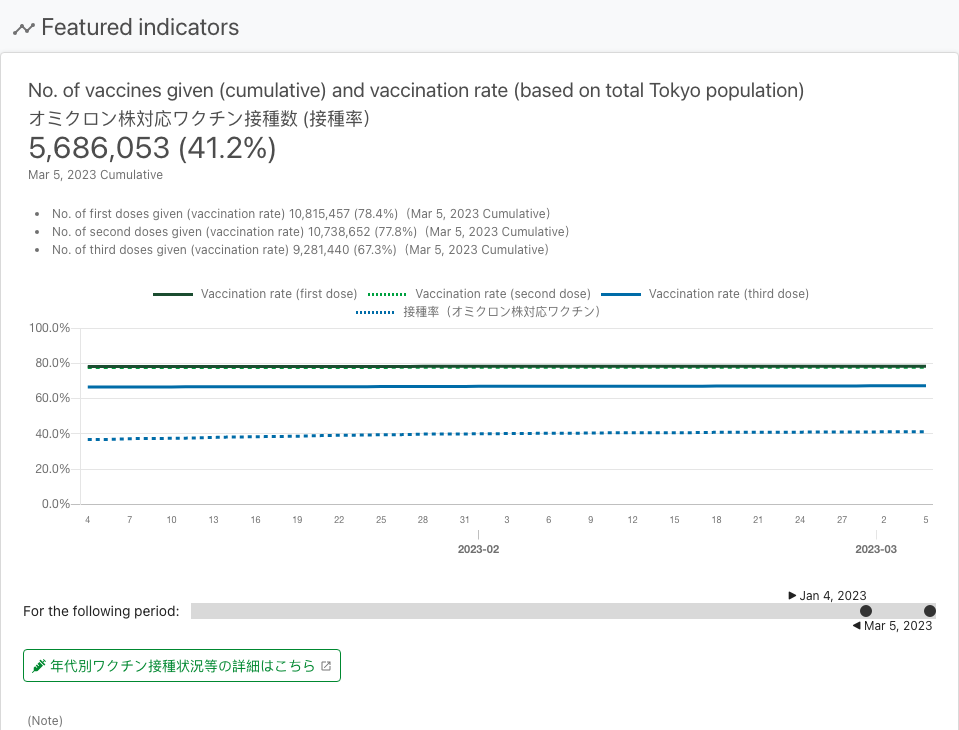 Featured indicators
No. of vaccines given (cumulative) and vaccination rate (based on total Tokyo population)
オミクロン株対応ワクチン接種数 (接種率）
5,686,053 (41.2%)
Mar 5, 2023 Cumulative
• No. of first doses given (vaccination rate) 10,815,457 (78.4%)（Mar 5, 2023 Cumulative）
• No. of second doses given (vaccination rate) 10,738,652 (77.8%)（Mar 5, 2023 Cumulative）
• No. of third doses given (vaccination rate) 9,281,440 (67.3%)（Mar 5, 2023 Cumulative）
Vaccination rate (first dose) Vaccination rate (second dose) Vaccination rate (third dose)
接種率（オミクロン株対応ワクチン）
100.0%
80.0%
60.0%
40.0%
20.0%
0.0%
4 7 10 13 16 19 22 25 28 31 3 6 9 12 15 18 21 24 27 2 5
2023-02 2023-03
▶ Jan 4, 2023
For the following period:
◀ Mar 5, 2023
年代別ワクチン接種状況等の詳細はこちら
(Note)